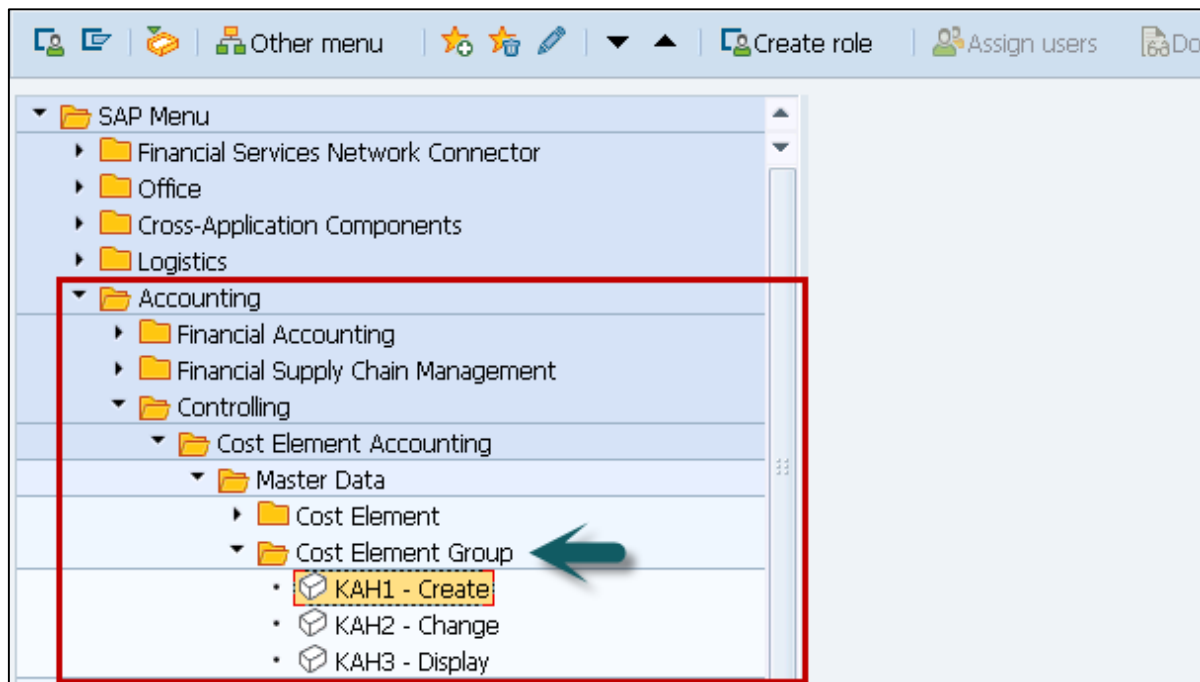 Other menu Create role Assign users Do
SAP Menu
Financial Services Network Connector
Office
Cross-Application Components
Logistics
Accounting
Financial Accounting
Financial Supply Chain Management
Controlling
Cost Element Accounting
Master Data
Cost Element
Cost Element Group
KAH1 - Create
KAH2 - Change
KAH3 - Display